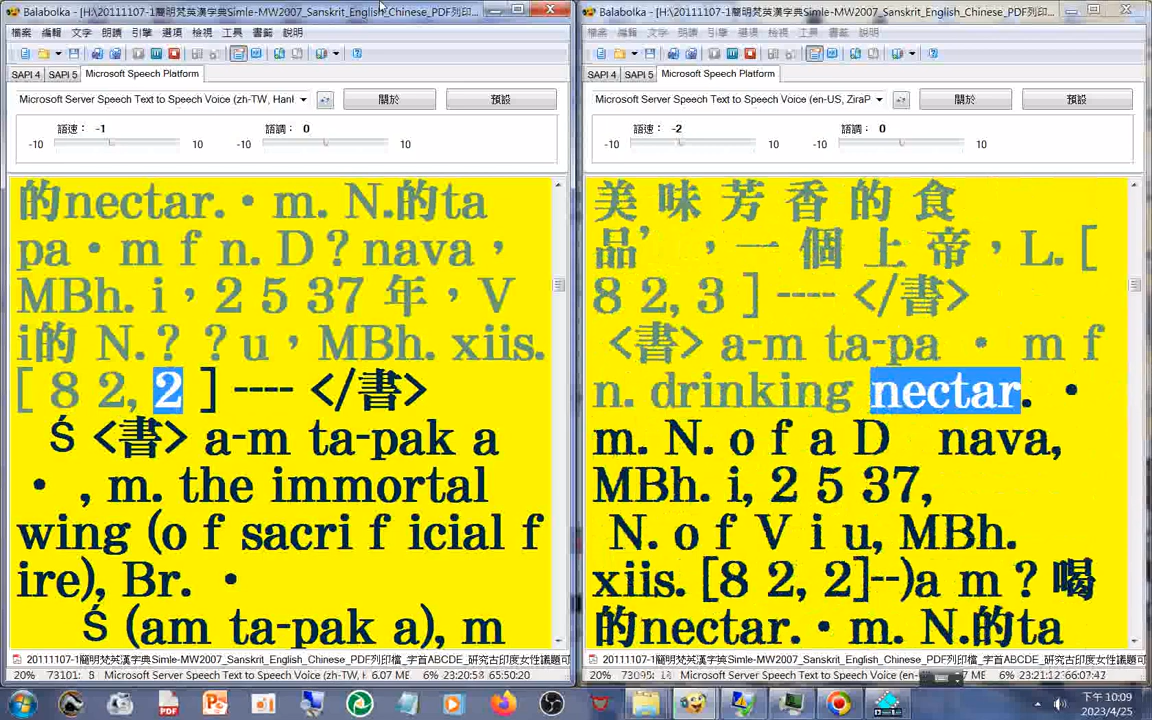 Balabolka - [H:\20111107-1簡明梵英漢字典Simle-MW2007_Sanskrit_English_Chinese_PDF列印...
檔案 編輯 文字 朗讀 引擎 選項 檢視 工具 書籤 說明
SAPI 4 SAPI 5 Microsoft Speech Platform
Microsoft Server Speech Text to Speech Voice (zh-TW, Hanl
關於
預設
語速： -1
語調： 0
-10 10 -10 10
的nectar.‧m. N.的ta
pa‧m f n. D？nava，
MBh. i，2 5 37 年，V
i的 N.？？u，MBh. xiis.
[ 8 2, 2 ] ---- </書>
Ś <書> a-m ta-pak a
‧ , m. the immortal
wing (o f sacri f icial f
ire), Br. ‧
Ś (am ta-pak a), m
20111107-1簡明梵英漢字典Simle-MW2007_Sanskrit_English_Chinese_PDF列印檔_字首ABCDE_研究古印度女性議題可
20% 73101: 8 Microsoft Server Speech Text to Speech Voice (zh-TW, H 6.07 ME 6% 23:20:58 65:50:20
Balabolka - [H:\20111107-1簡明梵英漢字典Simle-MW2007_Sanskrit_English_Chinese_PDF列印...
檔案 編輯 文字 朗讀 引擎 選項 檢視 工具 書籤 說明
SAPI 4 SAPI 5 Microsoft Speech Platform
Microsoft Server Speech Text to Speech Voice (en-US, ZiraP
關於
預設
語速： -2
語調： 0
-10 10 -10 10
美 味 芳 香 的 食
品’ ，一 個 上 帝，L. [
8 2, 3 ] ---- </書>
<書> a-m ta-pa ‧ m f
n. drinking nectar. ‧
m. N. o f a D nava,
MBh. i, 2 5 37,
N. o f V i u, MBh.
xiis. [8 2, 2]--)a m ? 喝
的nectar.‧m. N.的ta
20111107-1簡明梵英漢字典Simle-MW2007_Sanskrit_English_Chinese_PDF列印檔_字首ABCDE_研究古印度女性議題可
20% Microsoft Server Speech Text to Speech Voice 6% 23:21:12
下午 10:09
2023/4/25